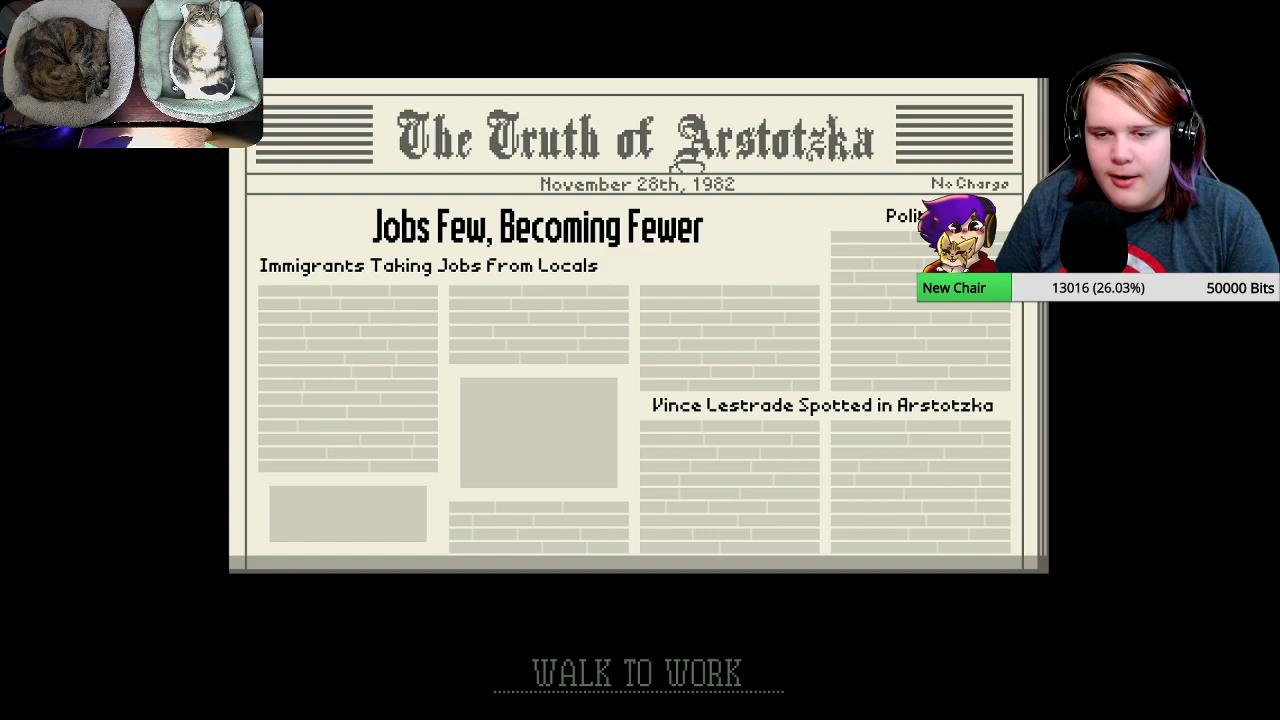 The Truth of Arstotzka
November 28th, 1982
No Charge
Jobs Few, Becoming Fewer
Immigrants Taking Jobs From Locals
New Chair
13016 (26.03%)
50000 Bits
Vince Lestrade Spotted in Arstotzka
WALK TO WORK